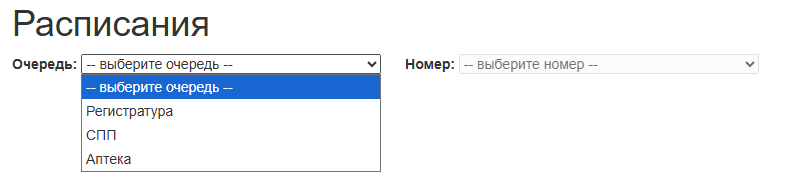 Расписания
Очередь: -- выберите очередь -- Номер: -- выберите номер --
-- выберите очередь --
Регистратура
СПП
Аптека